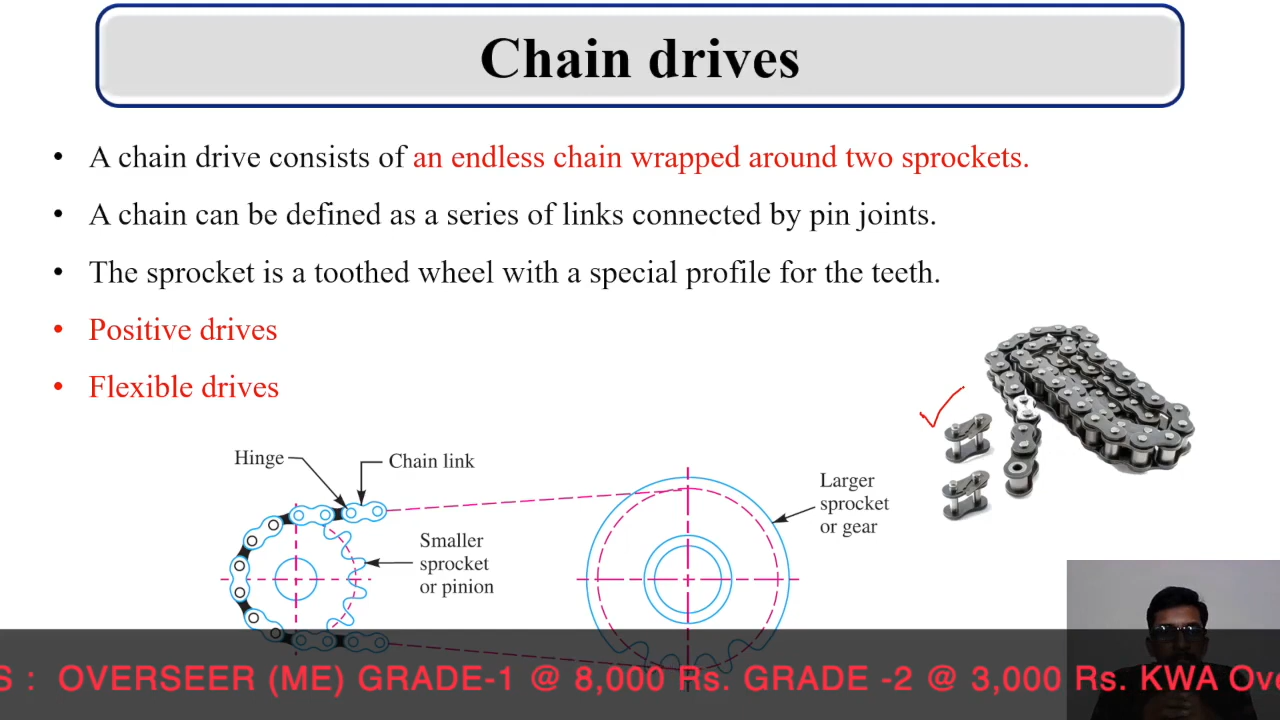 Chain drives
• A chain drive consists of an endless chain wrapped around two sprockets.
• A chain can be defined as a series of links connected by pin joints.
• The sprocket is a toothed wheel with a special profile for the teeth.
• Positive drives
• Flexible drives
Hinge
Chain link
Larger
sprocket
or gear
Smaller
sprocket
or pinion
S : OVERSEER (ME) GRADE-1 @ 8,000 Rs. GRADE -2 @ 3,000 Rs. KWA Ove